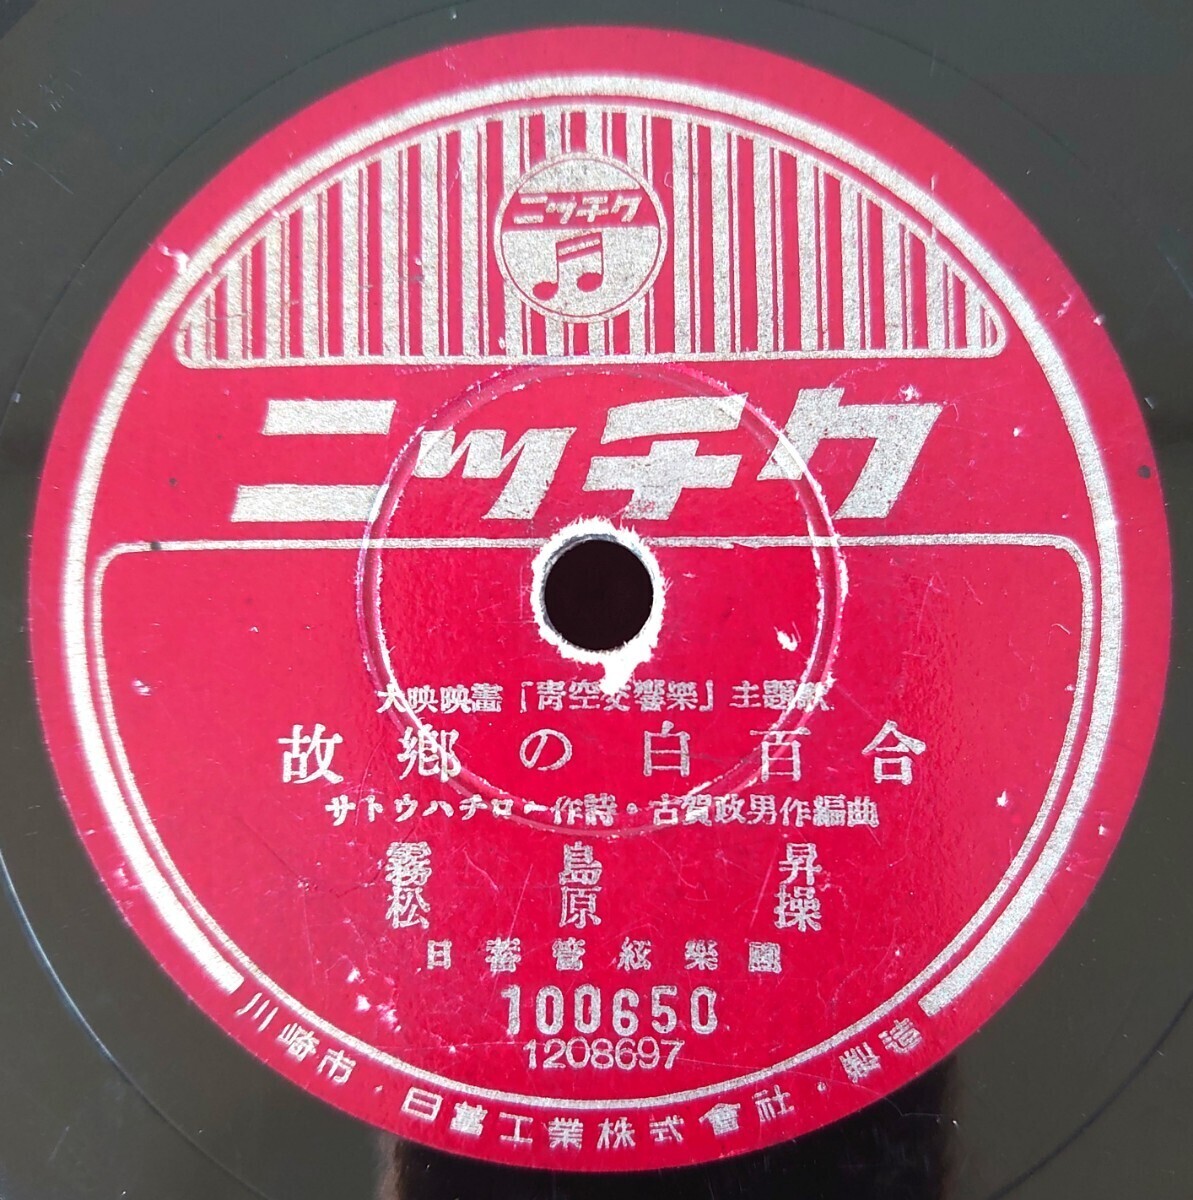 ニッチク
ニッチク
大映映畫「靑空交響樂」主題歌
故鄕の白百合
サトウハチロー作詩・古賀政男作編曲
霧島昇
松原操
日蓄管絃樂團
100650
1208697
川崎市・日蓄工業株式會社・謹製